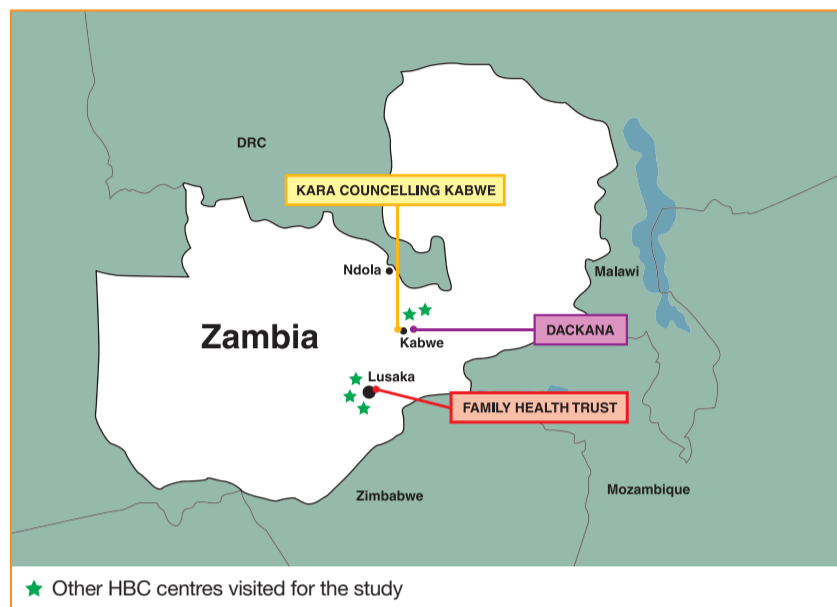 DRC
KARA COUNCELLING KABWE
Ndola
Malawi
Zambia
Kabwe
DACKANA
Lusaka
FAMILY HEALTH TRUST
Zimbabwe
Mozambique
Other HBC centres visited for the study